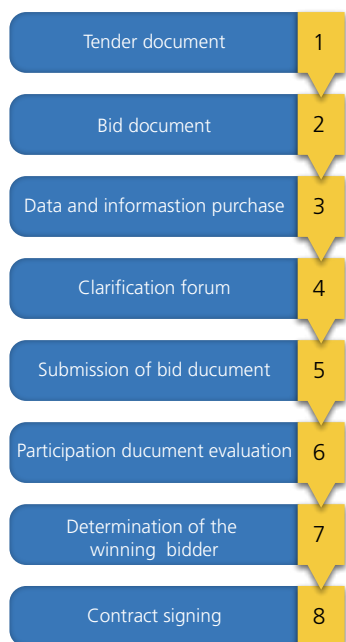 Tender document 1
Bid document 2
Data and informastion purchase 3
Clarification forum 4
Submission of bid ducument 5
Participation ducument evaluation 6
Determination of the
winning bidder 7
Contract signing 8